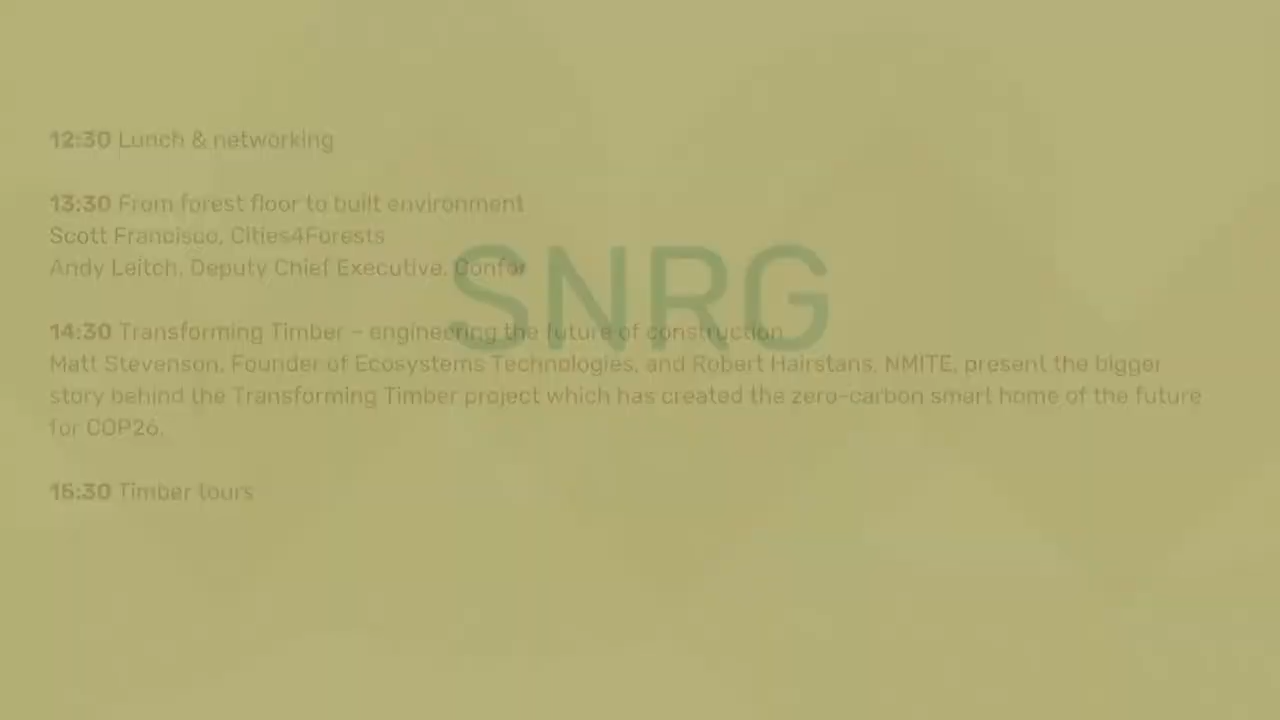 12:30 Lunch & networking
13:30 From forest floor to built environment
Scott Francisco, Cities4Forests
Andy Leitch, Deputy Chief Executive, Confor
SNRG
14:30 Transforming Timber – engineering the future of construction
Matt Stevenson, Founder of Ecosystems Technologies, and Robert Hairstans, NMITE, present the bigger
story behind the Transforming Timber project which has created the zero-carbon smart home of the future
for COP26.
15:30 Timber tours